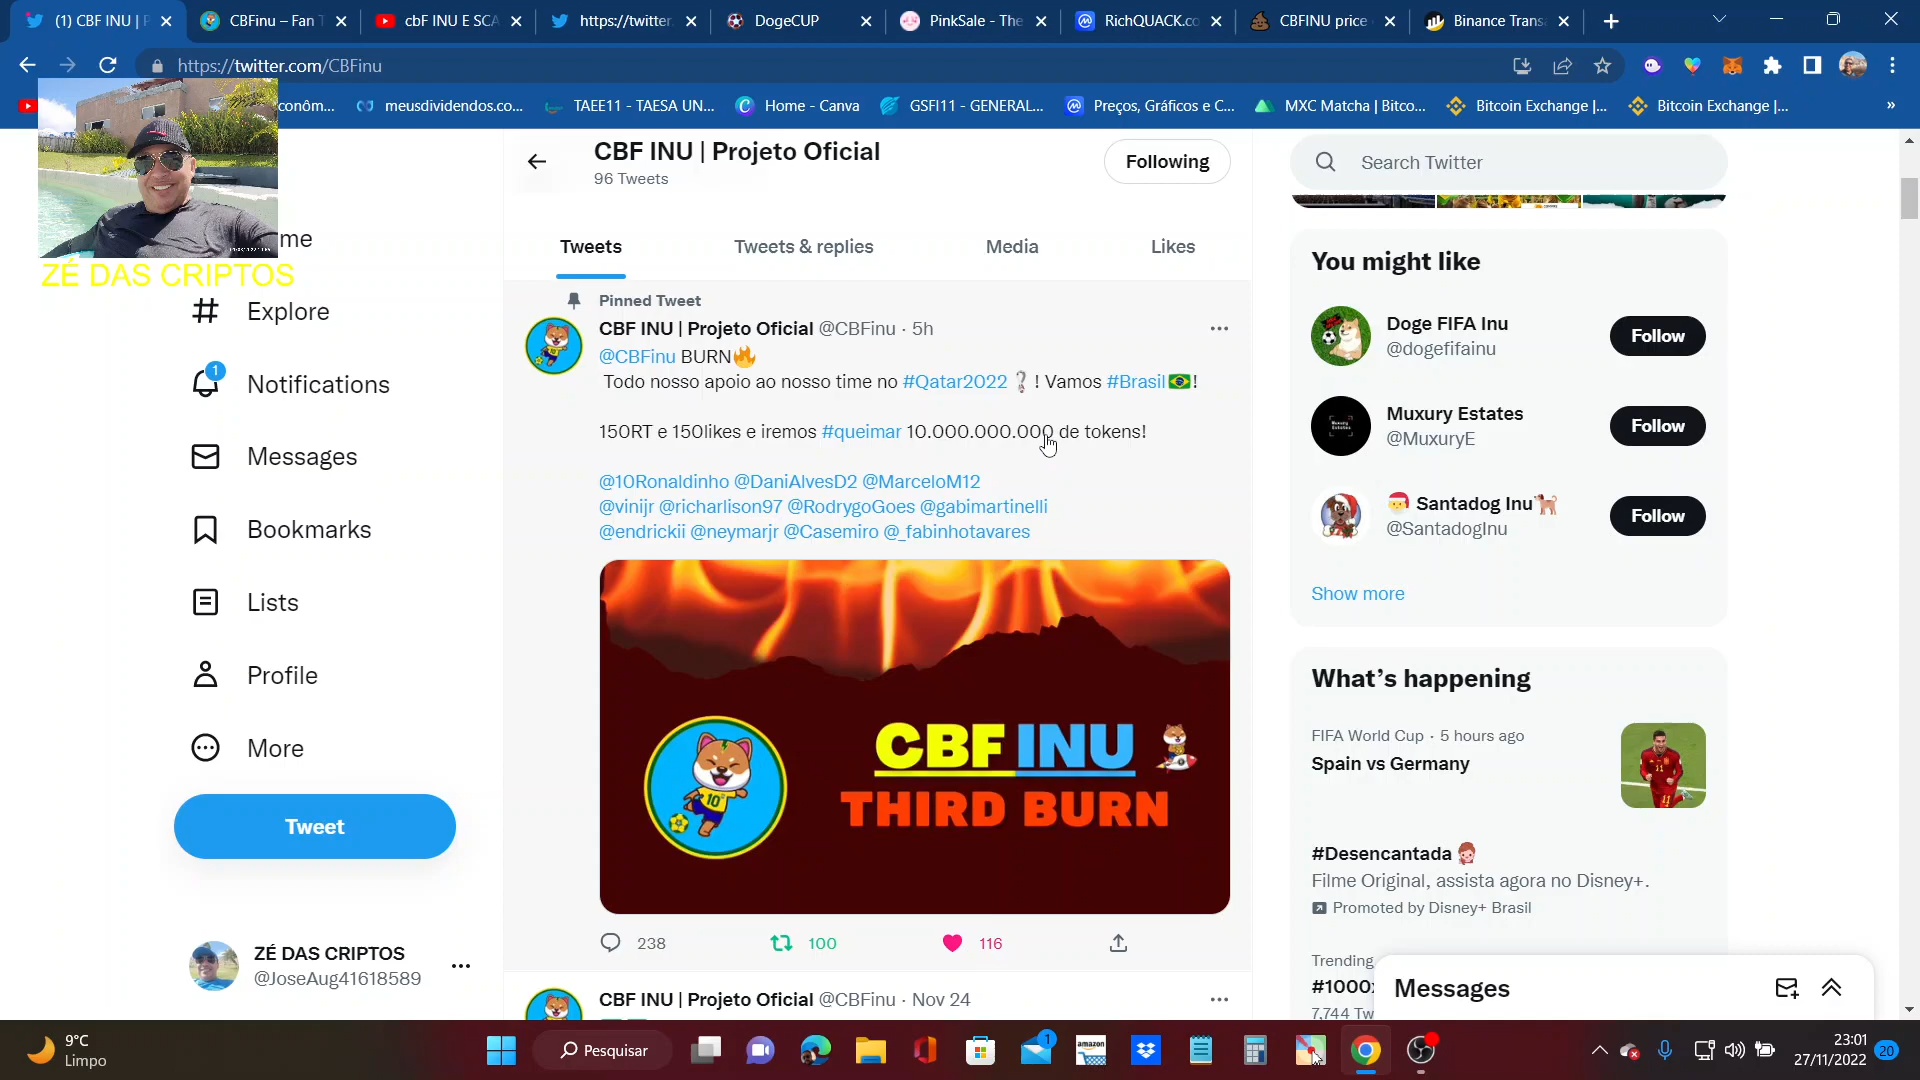 (1) CBF INU | P
CBFinu – Fan T
cbF INU E SCA
https://twitter.
DogeCUP
PinkSale - The
RichQUACK.co
CBFINU price
Binance Trans
https://twitter.com/CBFinu
conôm...
meusdividendos.co...
TAEE11 - TAESA UN...
Home - Canva
GSFI11 - GENERAL...
Preços, Gráficos e C...
MXC Matcha | Bitco...
Bitcoin Exchange |...
Bitcoin Exchange |...
»
ZÉ DAS CRIPTOS
me
Explore
1
Notifications
Messages
Bookmarks
Lists
Profile
More
Tweet
ZÉ DAS CRIPTOS
@JoseAug41618589
CBF INU | Projeto Oficial
96 Tweets
Following
Tweets
Tweets & replies
Media
Likes
Pinned Tweet
CBF INU | Projeto Oficial @CBFinu · 5h
@CBFinu BURN🔥
Todo nosso apoio ao nosso time no #Qatar2022❔! Vamos #Brasil🇧🇷!
150RT e 150likes e iremos #queimar 10.000.000.000 de tokens!
@10Ronaldinho @DaniAlvesD2 @MarceloM12
@vinijr @richarlison97 @RodrygoGoes @gabimartinelli
@endrickii @neymarjr @Casemiro @_fabinhotavares
10
CBF INU
THIRD BURN
238
100
116
CBF INU | Projeto Oficial @CBFinu · Nov 24
Search Twitter
You might like
Doge FIFA Inu
@dogefifainu
Follow
Muxury Estates
@MuxuryE
Follow
🎅 Santadog Inu🐕
@SantadogInu
Follow
Show more
What's happening
FIFA World Cup · 5 hours ago
Spain vs Germany
#Desencantada
Filme Original, assista agora no Disney+.
Promoted by Disney+ Brasil
Trending
#1000x
7,744 Tw
Messages
9°C
Limpo
Pesquisar
1
amazon
23:01
27/11/2022
20